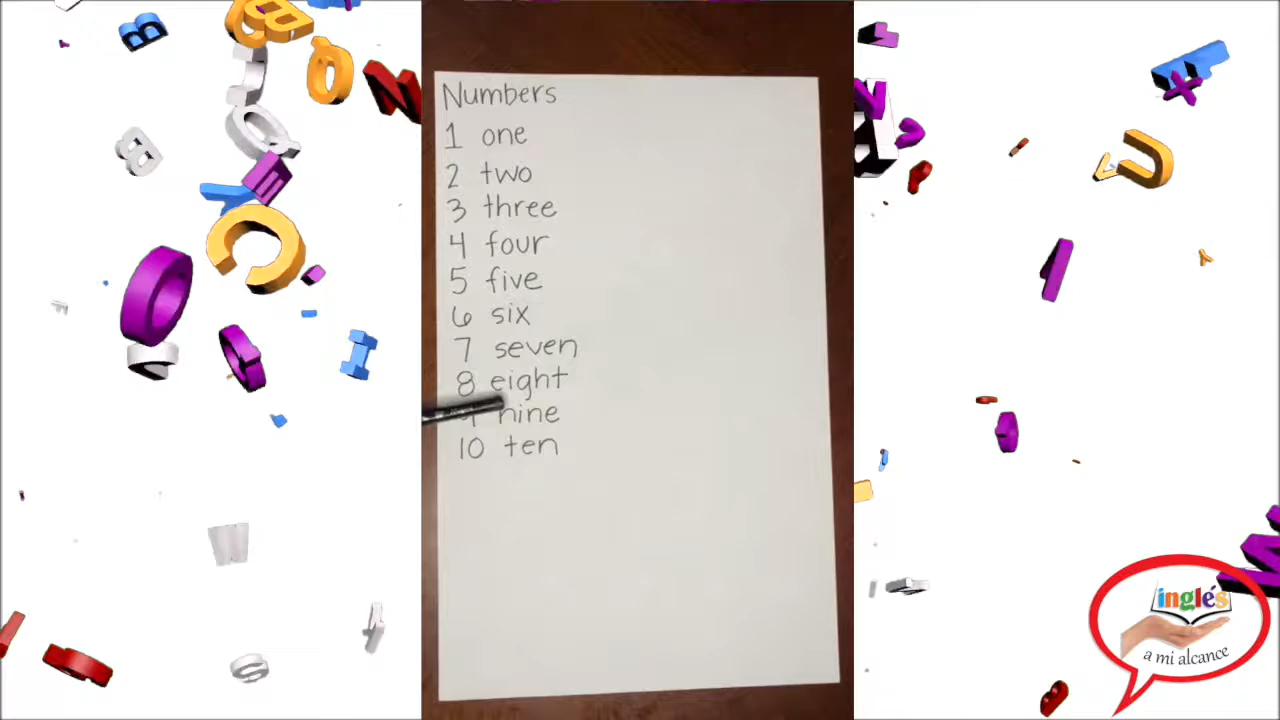 Numbers
1 one
2 two
3 three
4 four
5 five
6 six
7 seven
8 eight
nine
10 ten
inglés
a mi alcance